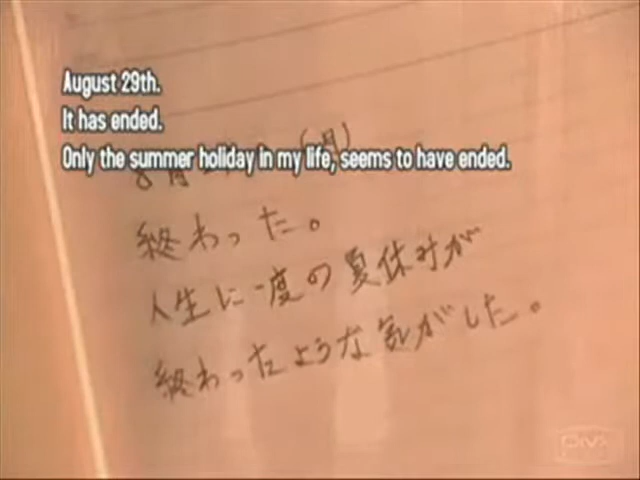 August 29th.
It has ended.
Only the summer holiday in my life, seems to have ended.
8月 (月)
終わった。
人生に一度の夏休みが
終わったような気がした。